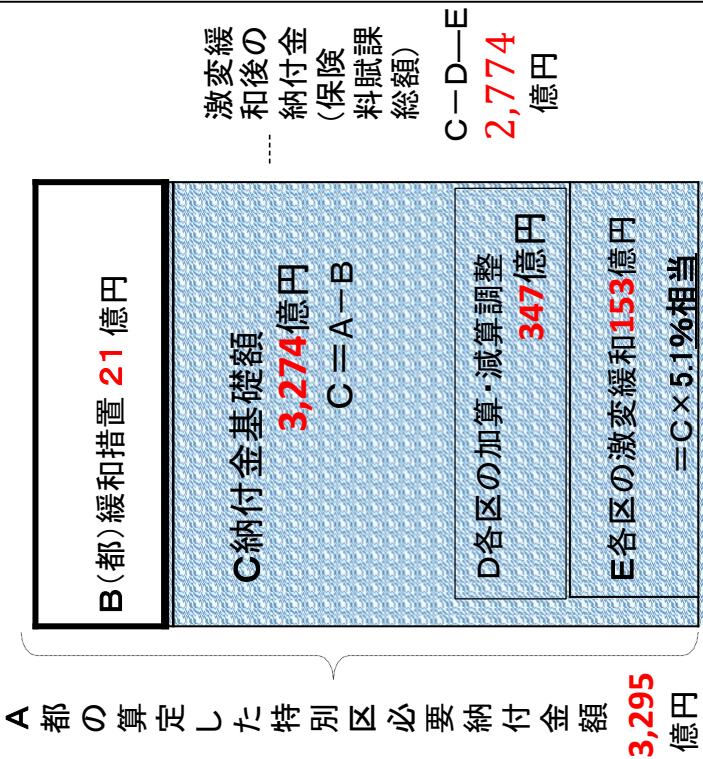 A都の算定した特別区必要納付金額
3,295
億円
B(都)緩和措置 21 億円
C納付金基礎額
3,274億円
C=A-B
D各区の加算・減算調整
347億円
E各区の激変緩和153億円
=C×5.1%相当
激変緩
和後の
納付金
(保険
料賦課
総額)
C-D-E
2,774
億円